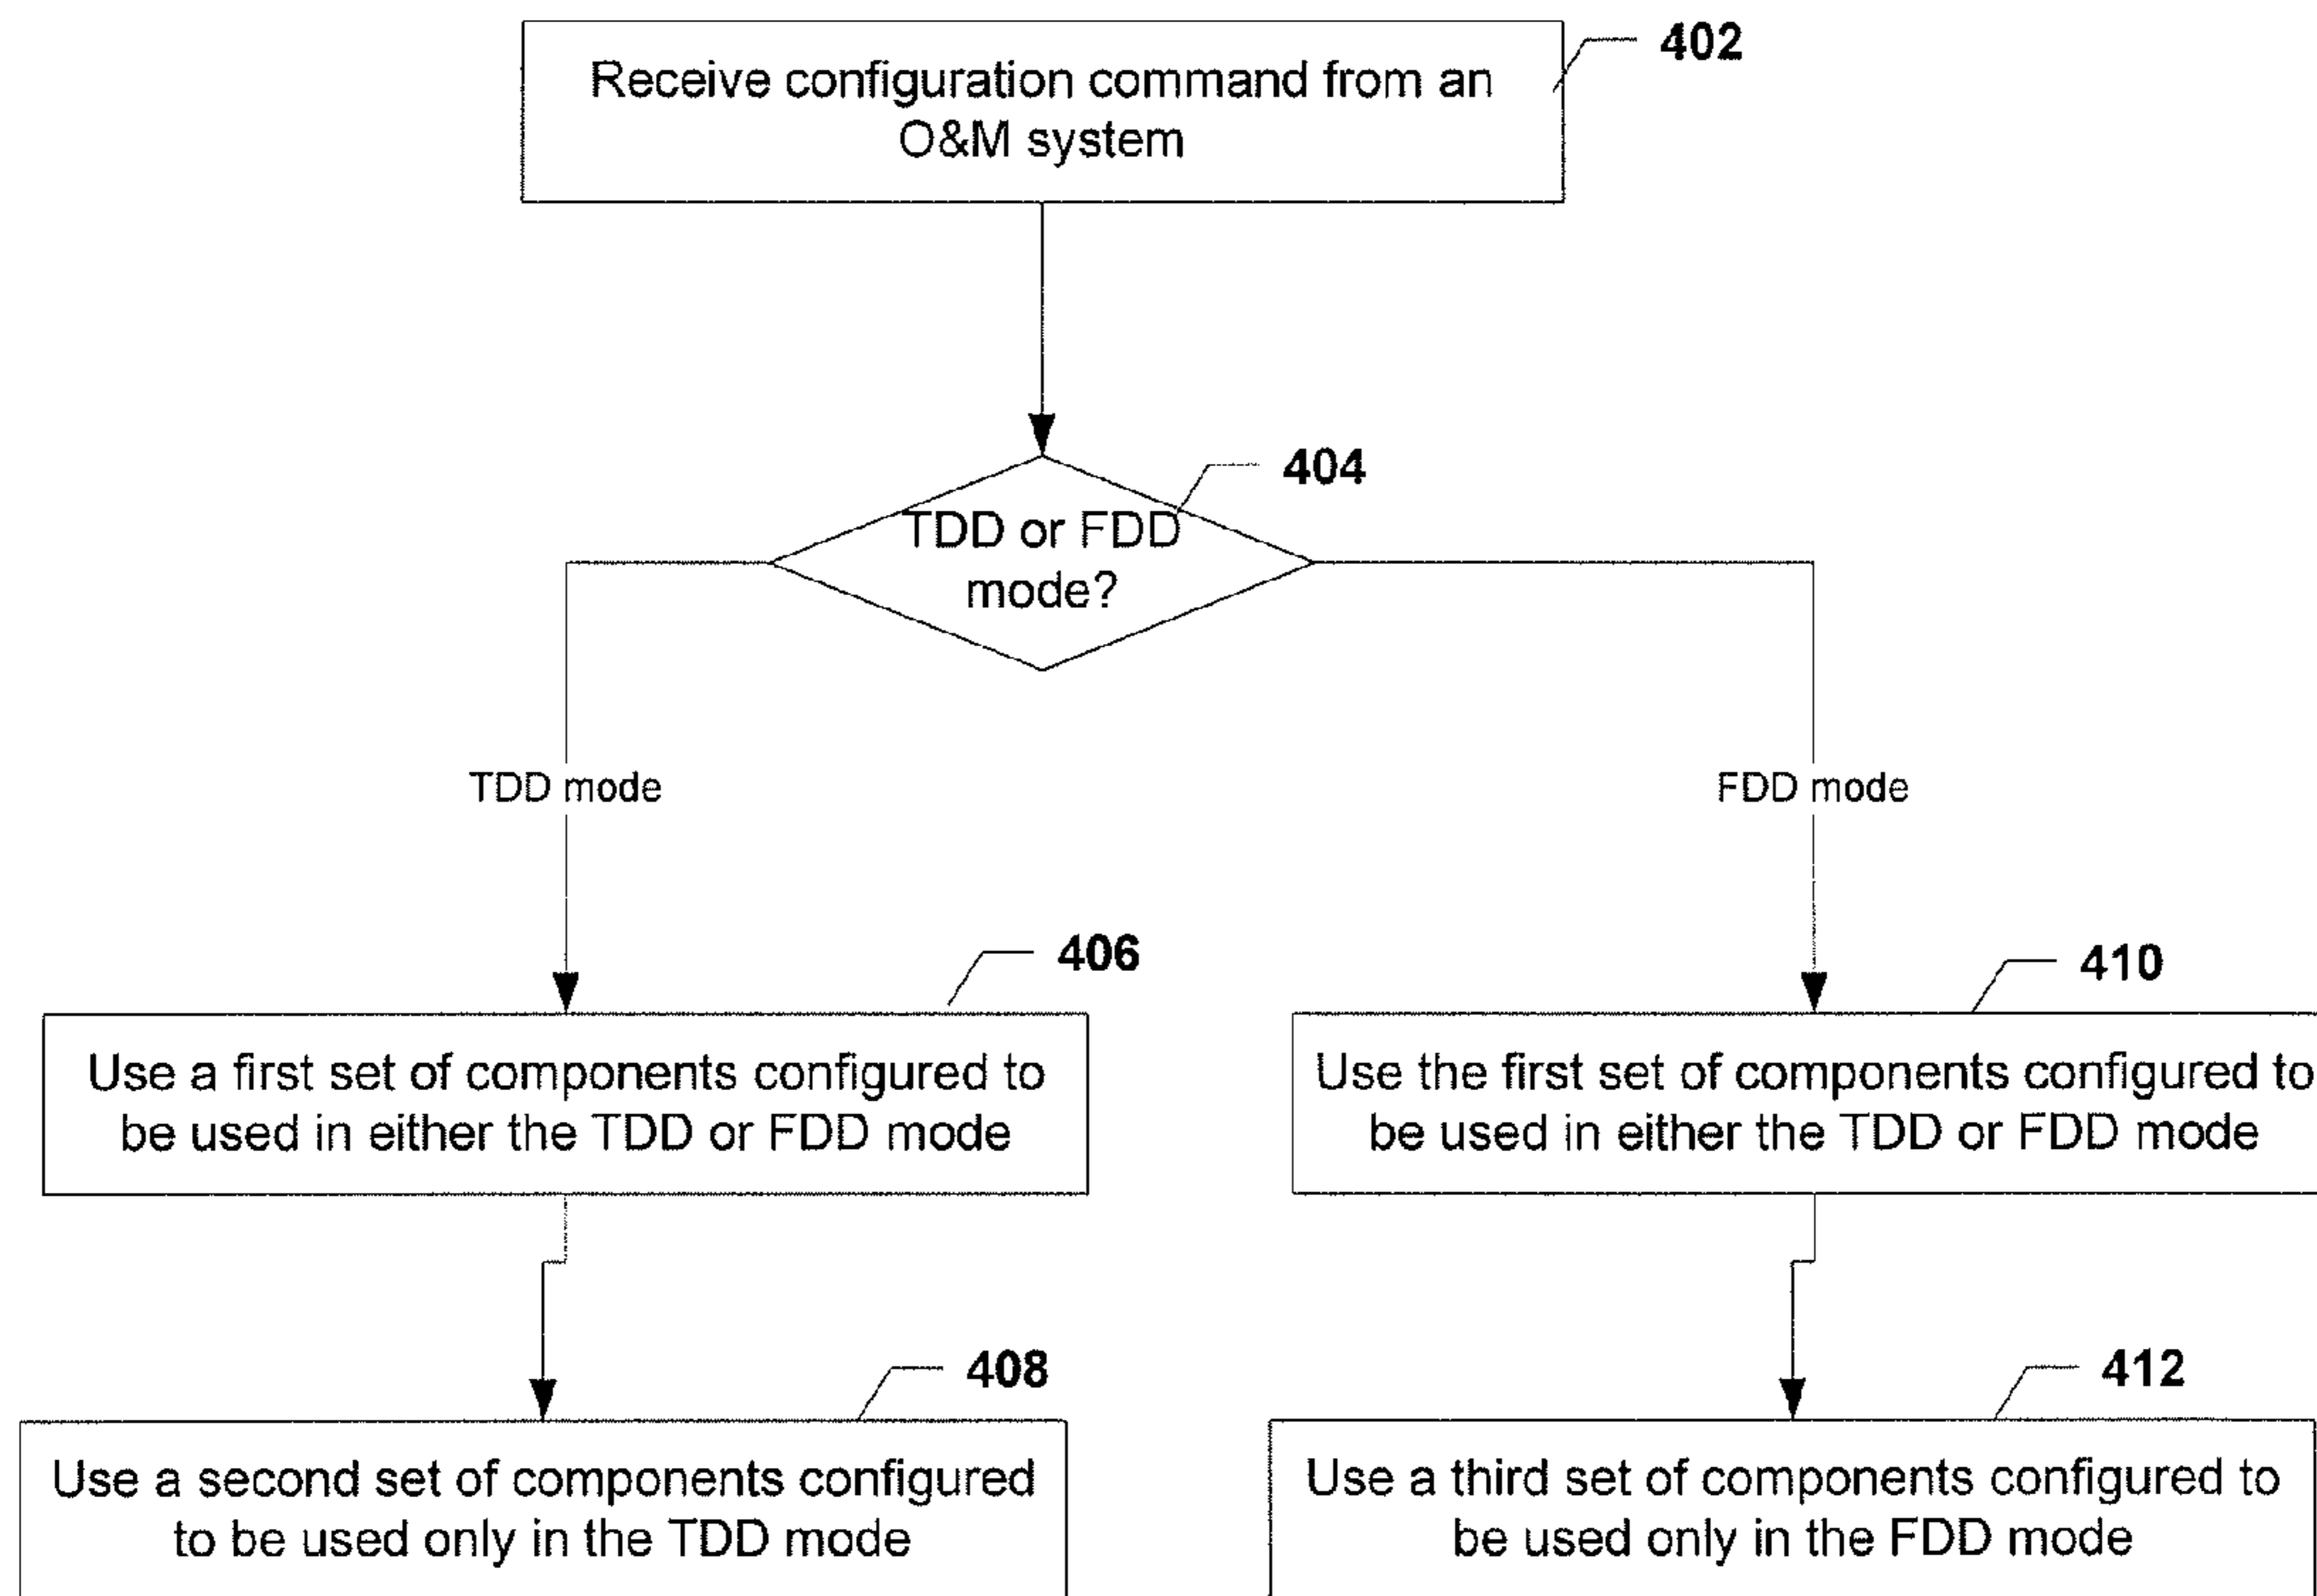 402
Receive configuration command from an
O&M system
404
TDD or FDD
mode?
TDD mode
FDD mode
406
410
Use a first set of components configured to
be used in either the TDD or FDD mode
Use the first set of components configured to
be used in either the TDD or FDD mode
408
412
Use a second set of components configured
to be used only in the TDD mode
Use a third set of components configured to
be used only in the FDD mode